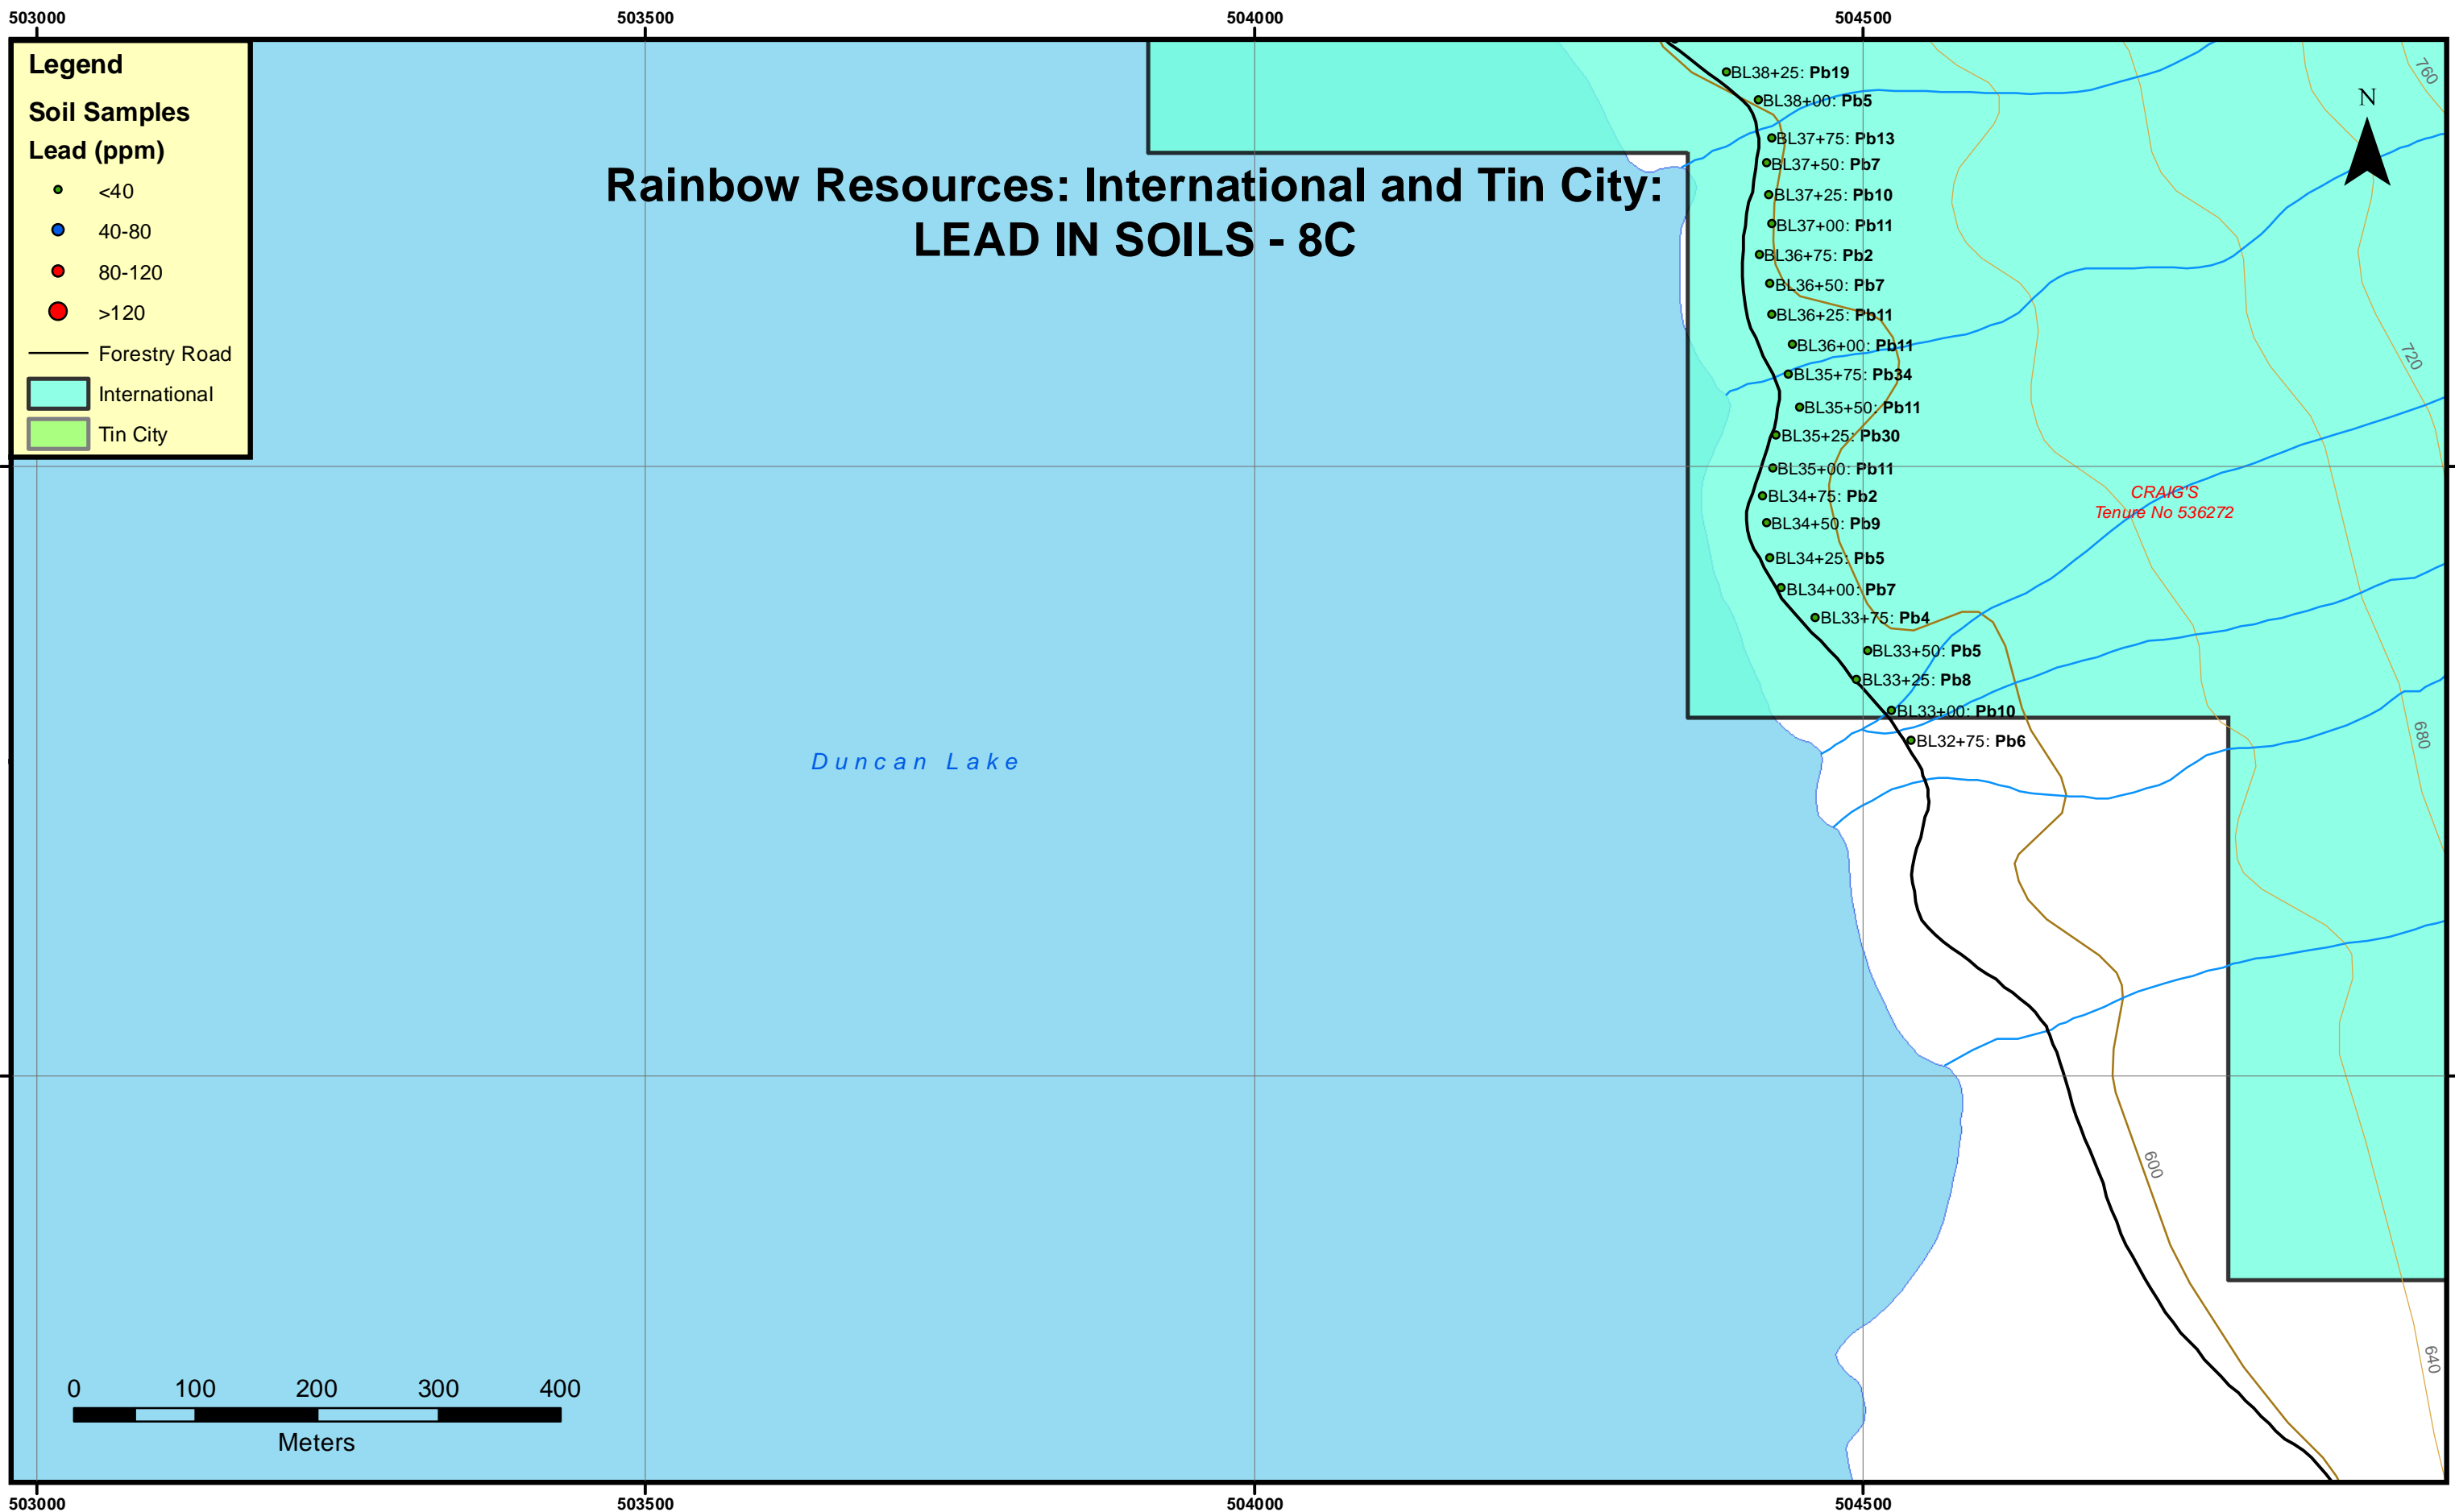 503000 503500 504000 504500
Legend
Soil Samples
Lead (ppm)
<40
40-80
80-120
>120
Forestry Road
International
Tin City
Rainbow Resources: International and Tin City:
LEAD IN SOILS - 8C
N
BL38+25: Pb19
BL38+00: Pb5
BL37+75: Pb13
BL37+50: Pb7
BL37+25: Pb10
BL37+00: Pb11
BL36+75: Pb2
BL36+50: Pb7
BL36+25: Pb11
BL36+00: Pb11
BL35+75: Pb34
BL35+50: Pb11
BL35+25: Pb30
BL35+00: Pb11
BL34+75: Pb2
BL34+50: Pb9
BL34+25: Pb5
BL34+00: Pb7
BL33+75: Pb4
BL33+50: Pb5
BL33+25: Pb8
BL33+00: Pb10
BL32+75: Pb6
760
720
CRAIG'S
Tenure No 536272
680
Duncan Lake
600
640
0 100 200 300 400
Meters
503000 503500 504000 504500